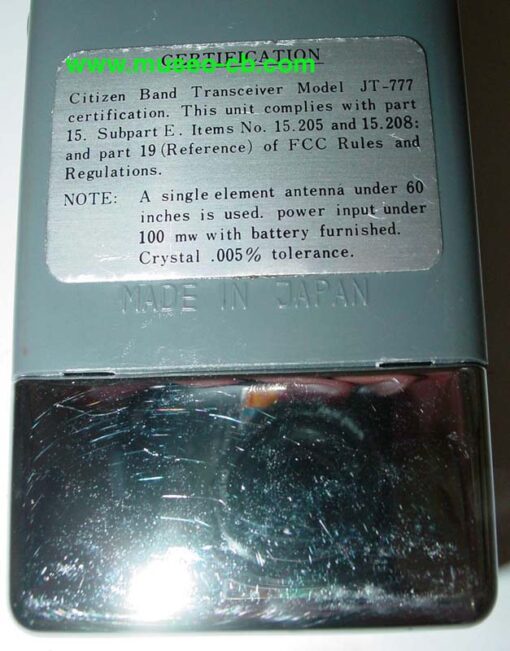 CERTIFICATION
www.museo-cb.com
Citizen Band Transceiver Model JT-777
certification. This unit complies with part
15. Subpart E. Items No. 15.205 and 15.208;
and part 19 (Reference) of FCC Rules and
Regulations.
NOTE: A single element antenna under 60
inches is used. power input under
100 mw with battery furnished.
Crystal .005% tolerance.
MADE IN JAPAN